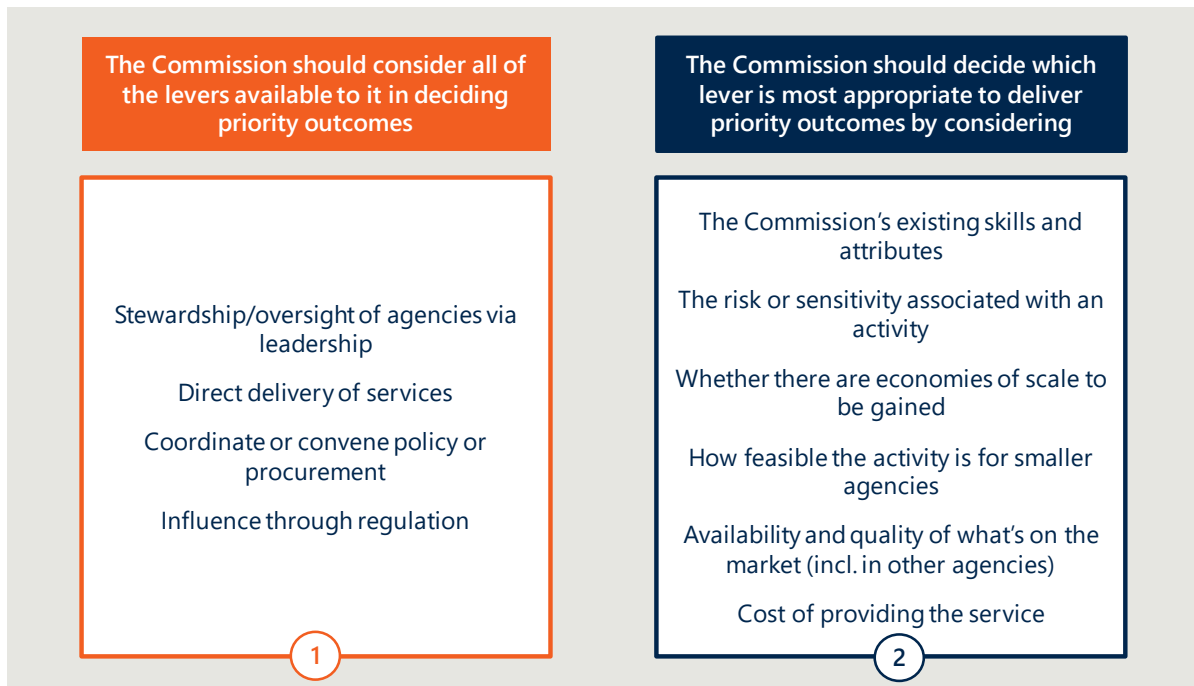 The Commission should consider all of
the levers available to it in deciding
priority outcomes
Stewardship/oversight of agencies via
leadership
Direct delivery of services
Coordinate or convene policy or
procurement
Influence through regulation
1
The Commission should decide which
lever is most appropriate to deliver
priority outcomes by considering
The Commission’s existing skills and
attributes
The risk or sensitivity associated with an
activity
Whether there are economies of scale to
be gained
How feasible the activity is for smaller
agencies
Availability and quality of what’s on the
market (incl. in other agencies)
Cost of providing the service
2